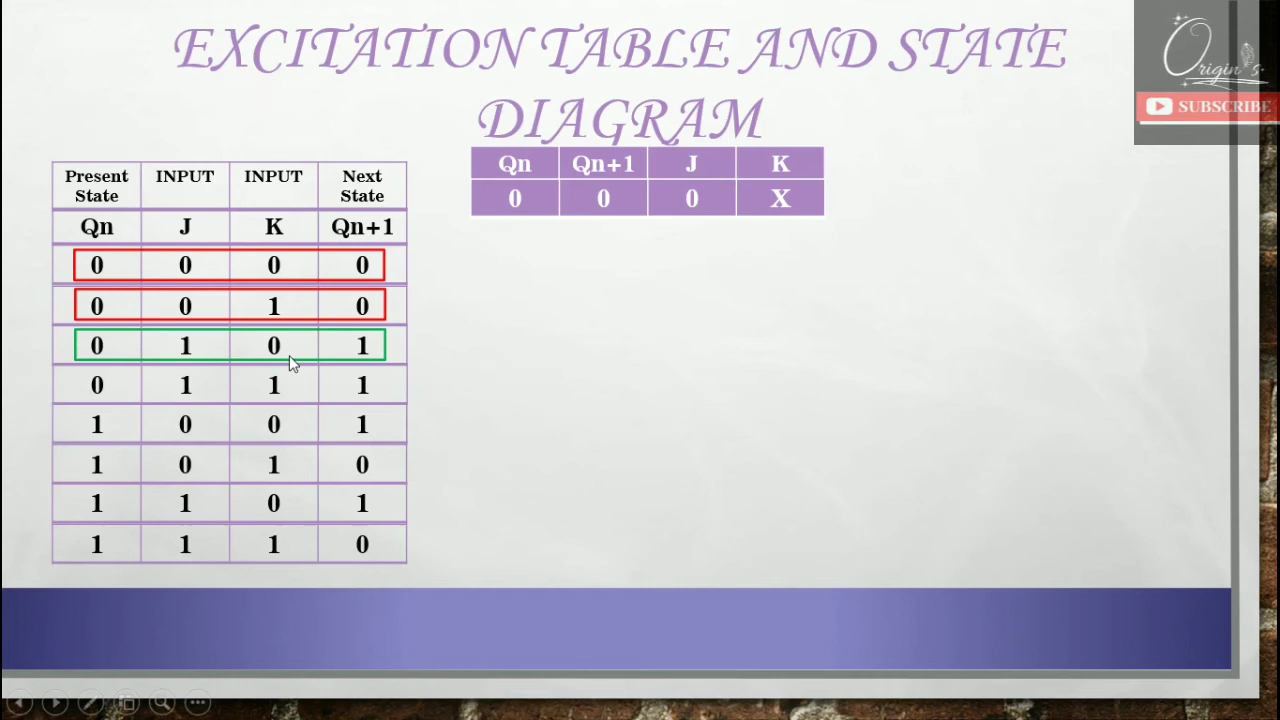 EXCITATION TABLE AND STATE
DIAGRAM
Origin's
SUBSCRIBE
Present State INPUT INPUT Next State
Qn J K Qn+1
0 0 0 0
0 0 1 0
0 1 0 1
0 1 1 1
1 0 0 1
1 0 1 0
1 1 0 1
1 1 1 0
Qn Qn+1 J K
0 0 0 X